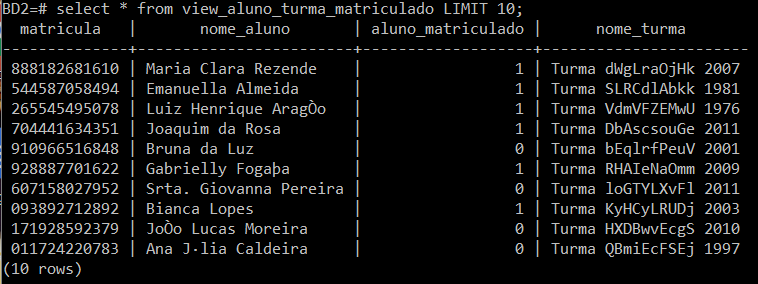 BD2=# select * from view_aluno_turma_matriculado LIMIT 10;
matricula | nome_aluno | aluno_matriculado | nome_turma
--------------+-------------------------+-------------------+-----------------------
888182681610 | Maria Clara Rezende | 1 | Turma dWgLraOjHk 2007
544587058494 | Emanuella Almeida | 1 | Turma SLRCdlAbkk 1981
265545495078 | Luiz Henrique AragÒo | 1 | Turma VdmVFZEMwU 1976
704441634351 | Joaquim da Rosa | 1 | Turma DbAscsouGe 2011
910966516848 | Bruna da Luz | 0 | Turma bEqlrfPeuV 2001
928887701622 | Gabrielly Fogaþa | 1 | Turma RHAIeNaOmm 2009
607158027952 | Srta. Giovanna Pereira | 0 | Turma loGTYLXvFl 2011
093892712892 | Bianca Lopes | 1 | Turma KyHCyLRUDj 2003
171928592379 | JoÒo Lucas Moreira | 0 | Turma HXDBwvEcgS 2010
011724220783 | Ana J·lia Caldeira | 0 | Turma QBmiEcFSEj 1997
(10 rows)